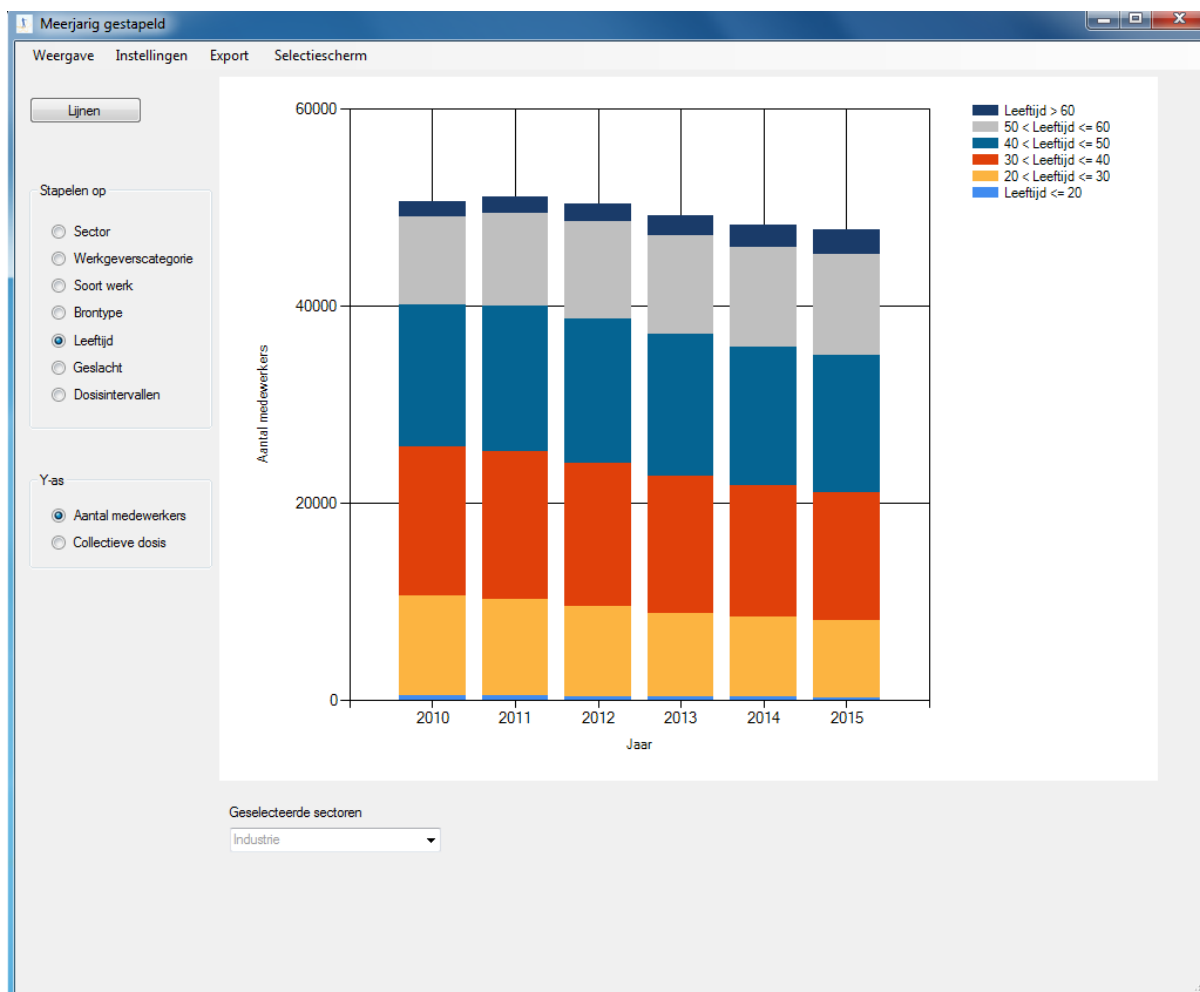 Meerjarig gestapeld
Weergave Instellingen Export Selectiescherm
Lijnen
Stapelen op
Sector
Werkgeverscategorie
Soort werk
Brontype
Leeftijd
Geslacht
Dosisintervallen
Y-as
Aantal medewerkers
Collectieve dosis
60000
40000
20000
0
Aantal medewerkers
2010 2011 2012 2013 2014 2015
Jaar
Leeftijd > 60
50 < Leeftijd <= 60
40 < Leeftijd <= 50
30 < Leeftijd <= 40
20 < Leeftijd <= 30
Leeftijd <= 20
Geselecteerde sectoren
Industrie